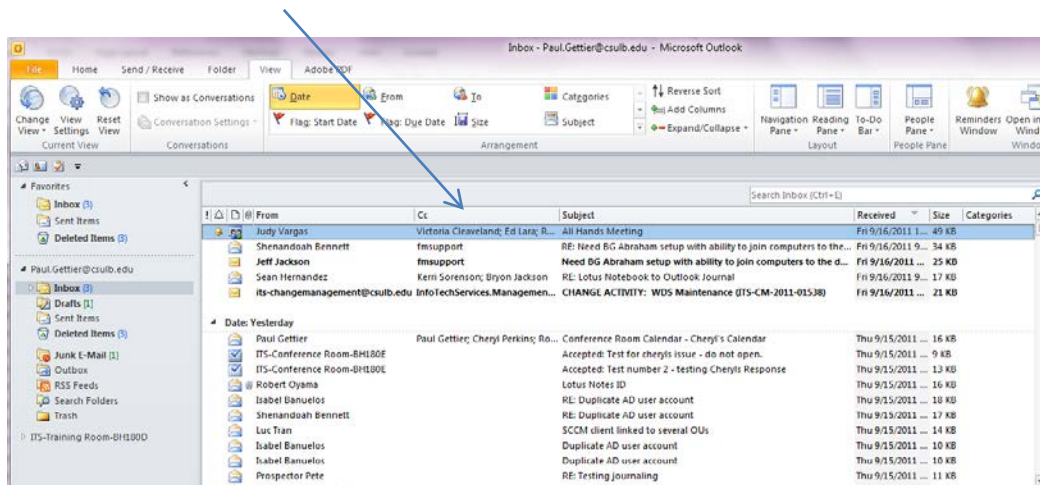 Inbox - Paul.Gettier@csulb.edu - Microsoft Outlook
File Home Send / Receive Folder View Adobe PDF
Change View View Settings Reset View
Current View
Show as Conversations
Conversation Settings
Conversations
Date From To Categories
Flag: Start Date Flag: Due Date Size Subject
Arrangement
Reverse Sort
Add Columns
Expand/Collapse
Navigation Pane Reading Pane To-Do Bar
Layout
People Pane
People Pane
Reminders Window Open in
Favorites
Inbox (3)
Sent Items
Deleted Items (3)
Paul.Gettier@csulb.edu
Inbox (3)
Drafts [1]
Sent Items
Deleted Items (3)
Junk E-Mail [1]
Outbox
RSS Feeds
Search Folders
Trash
ITS-Training Room-BH180D
Search Inbox (Ctrl+E)
! From Cc Subject Received Size Categories
Judy Vargas Victoria Cleaveland; Ed Lara; R... All Hands Meeting Fri 9/16/2011 1... 49 KB
Shenandoah Bennett fmsupport RE: Need BG Abraham setup with ability to join computers to the... Fri 9/16/2011 9... 34 KB
Jeff Jackson fmsupport Need BG Abraham setup with ability to join computers to the d... Fri 9/16/2011 ... 25 KB
Sean Hernandez Kerri Sorenson; Bryon Jackson RE: Lotus Notebook to Outlook Journal Fri 9/16/2011 9... 17 KB
its-changemanagement@csulb.edu InfoTechServices.Managemen... CHANGE ACTIVITY: WDS Maintenance (ITS-CM-2011-01538) Fri 9/16/2011 ... 21 KB
Date: Yesterday
Paul Gettier Paul Gettier; Cheryl Perkins; Ro... Conference Room Calendar - Cheryl's Calendar Thu 9/15/2011 ... 16 KB
ITS-Conference Room-BH180E Accepted: Test for cheryls issue - do not open. Thu 9/15/2011 ... 9 KB
ITS-Conference Room-BH180E Accepted: Test number 2 - testing Cheryls Response Thu 9/15/2011 ... 13 KB
Robert Oyama Lotus Notes ID Thu 9/15/2011 ... 16 KB
Isabel Banuelos RE: Duplicate AD user account Thu 9/15/2011 ... 18 KB
Shenandoah Bennett RE: Duplicate AD user account Thu 9/15/2011 ... 17 KB
Luc Tran SCCM client linked to several OUs Thu 9/15/2011 ... 14 KB
Isabel Banuelos Duplicate AD user account Thu 9/15/2011 ... 10 KB
Isabel Banuelos Duplicate AD user account Thu 9/15/2011 ... 10 KB
Prospector Pete RE: Testing journaling Thu 9/15/2011 ... 11 KB